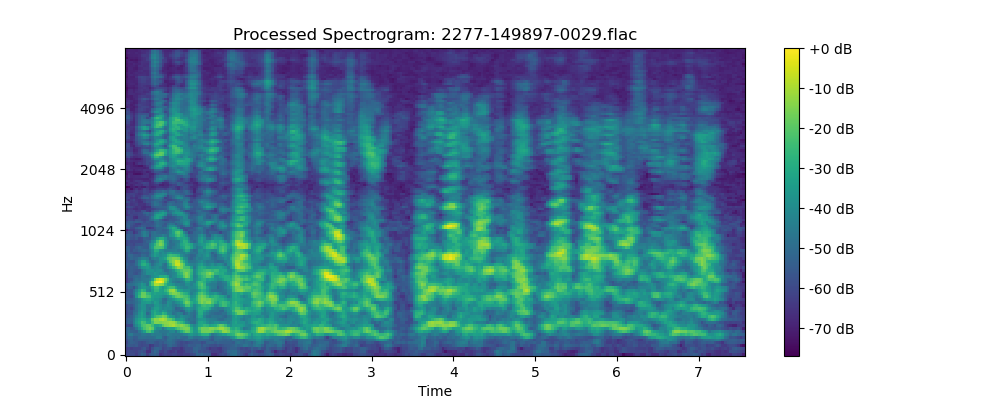 Processed Spectrogram: 2277-149897-0029.flac
+0 dB
4096
-10 dB
-20 dB
2048
-30 dB
Hz
1024
-40 dB
-50 dB
512
-60 dB
-70 dB
0
0 1 2 3 4 5 6 7
Time